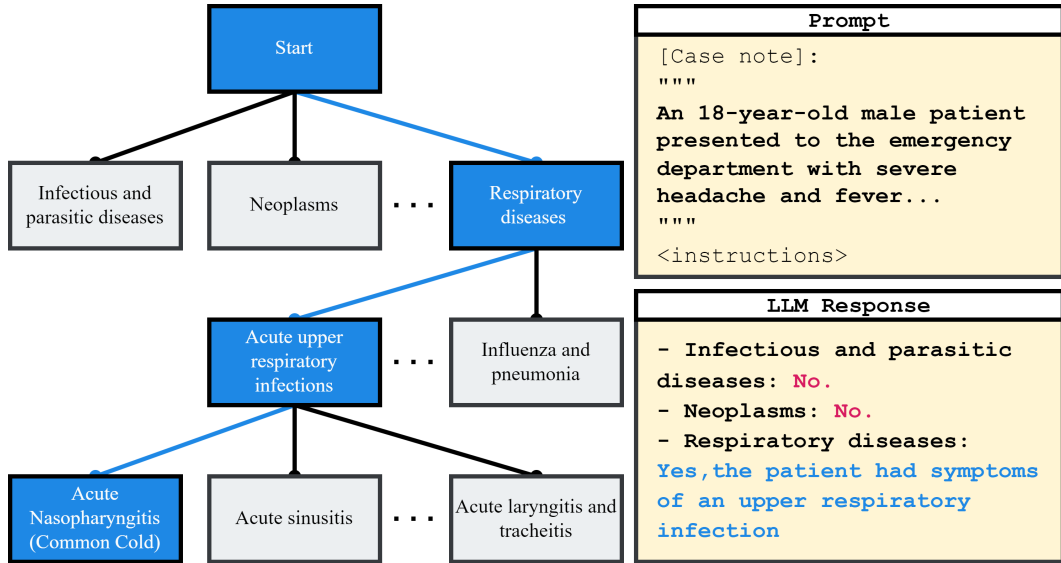 Start
Infectious and
parasitic diseases
Neoplasms
. . .
Respiratory
diseases
Acute upper
respiratory
infections
. . .
Influenza and
pneumonia
Acute
Nasopharyngitis
(Common Cold)
Acute sinusitis
. . .
Acute laryngitis and
tracheitis
Prompt
[Case note]:
"""
An 18-year-old male patient
presented to the emergency
department with severe
headache and fever...
"""
<instructions>
LLM Response
- Infectious and parasitic
diseases: No.
- Neoplasms: No.
- Respiratory diseases:
Yes,the patient had symptoms
of an upper respiratory
infection